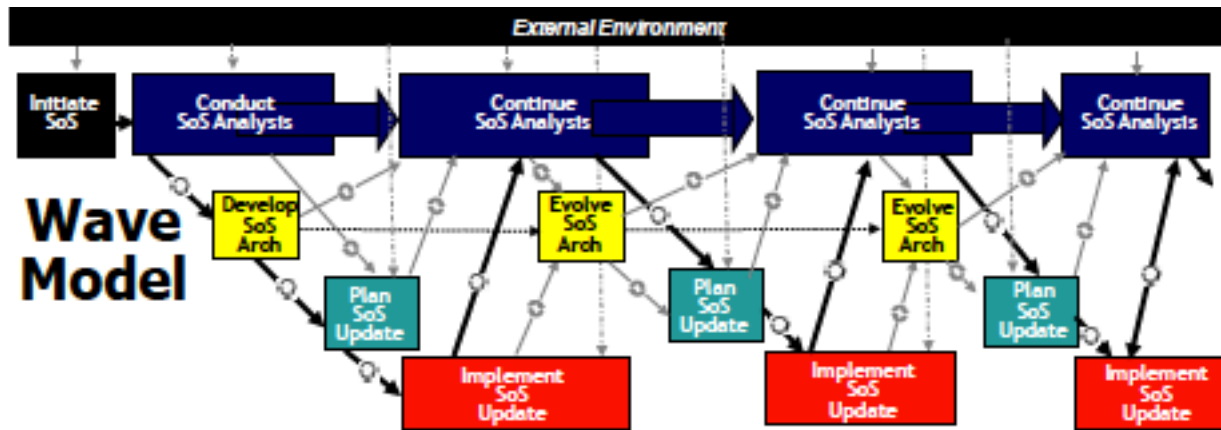 External Environment
Initiate
SoS
Conduct
SoS Analysis
Continue
SoS Analysis
Continue
SoS Analysis
Continue
SoS Analysis
Wave
Model
Develop
SoS
Arch
Evolve
SoS
Arch
Evolve
SoS
Arch
Plan
SoS
Update
Plan
SoS
Update
Plan
SoS
Update
Implement
SoS
Update
Implement
SoS
Update
Implement
SoS
Update